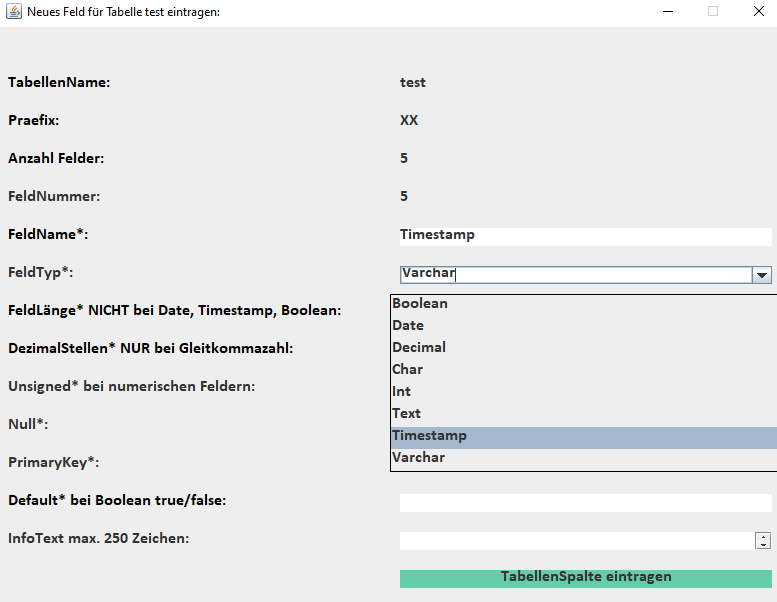 Neues Feld für Tabelle test eintragen:
TabellenName: test
Praefix: XX
Anzahl Felder: 5
FeldNummer: 5
FeldName*: Timestamp
FeldTyp*: Varchar
FeldLänge* NICHT bei Date, Timestamp, Boolean: Boolean
Date
DezimalStellen* NUR bei Gleitkommazahl: Decimal
Char
Unsigned* bei numerischen Feldern: Int
Text
Null*: Timestamp
PrimaryKey*: Varchar
Default* bei Boolean true/false:
InfoText max. 250 Zeichen:
TabellenSpalte eintragen